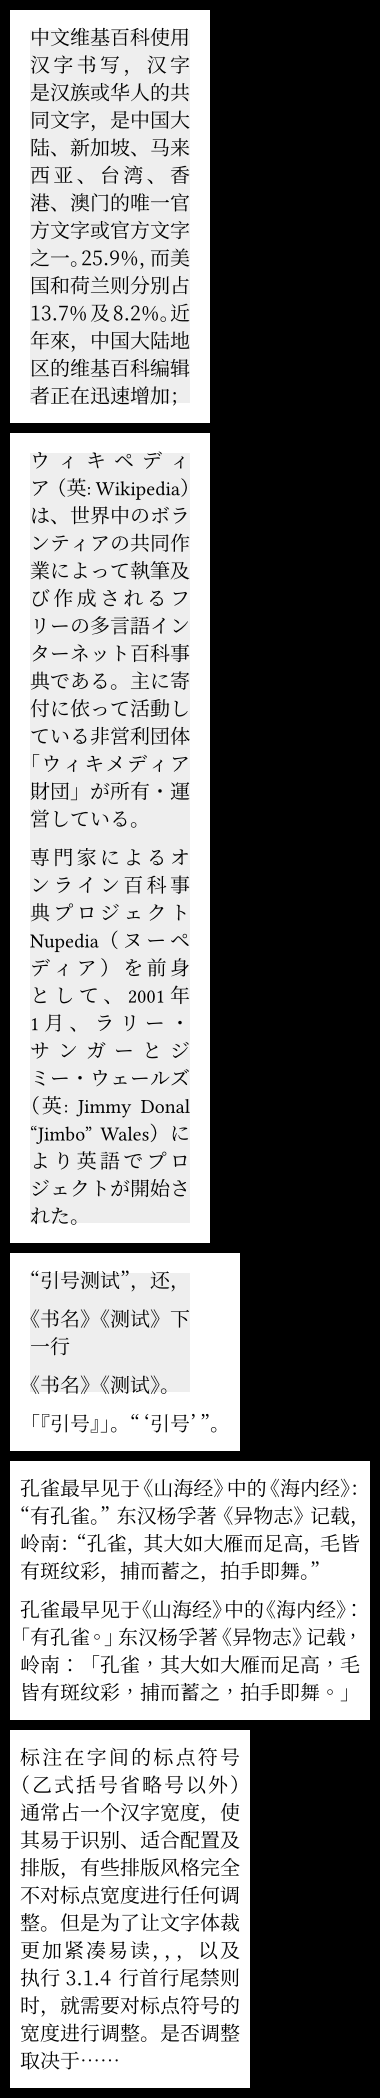 中文维基百科使用
汉字书写，汉字
是汉族或华人的共
同文字，是中国大
陆、新加坡、马来
西亚、台湾、香
港、澳门的唯一官
方文字或官方文字
之一。25.9%，而美
国和荷兰则分別占
13.7%及8.2%。近
年來，中国大陆地
区的维基百科编辑
者正在迅速增加；
ウィキペディ
ア（英: Wikipedia）
は、世界中のボラ
ンティアの共同作
業によって執筆及
び作成されるフ
リーの多言語イン
ターネット百科事
典である。主に寄
付に依って活動し
ている非営利団体
「ウィキメディア
財団」が所有・運
営している。
専門家によるオ
ンライン百科事
典プロジェクト
Nupedia（ヌーペ
ディア）を前身
として、2001年
1月、ラリー・
サンガーとジ
ミー・ウェールズ
（英: Jimmy Donal
“Jimbo” Wales）に
より英語でプロ
ジェクトが開始さ
れた。
“引号测试”，还，
《书名》《测试》下
一行
《书名》《测试》。
「『引号』」。“‘引号’”。
孔雀最早见于《山海经》中的《海内经》：
“有孔雀。”东汉杨孚著《异物志》记载，
岭南：“孔雀，其大如大雁而足高，毛皆
有斑纹彩，捕而蓄之，拍手即舞。”
孔雀最早见于《山海经》中的《海内经》：
「有孔雀。」东汉杨孚著《异物志》记载，
岭南：「孔雀，其大如大雁而足高，毛
皆有斑纹彩，捕而蓄之，拍手即舞。」
标注在字间的标点符号
（乙式括号省略号以外）
通常占一个汉字宽度，使
其易于识别、适合配置及
排版，有些排版风格完全
不对标点宽度进行任何调
整。但是为了让文字体裁
更加紧凑易读，，，以及
执行 3.1.4 行首行尾禁则
时，就需要对标点符号的
宽度进行调整。是否调整
取决于……